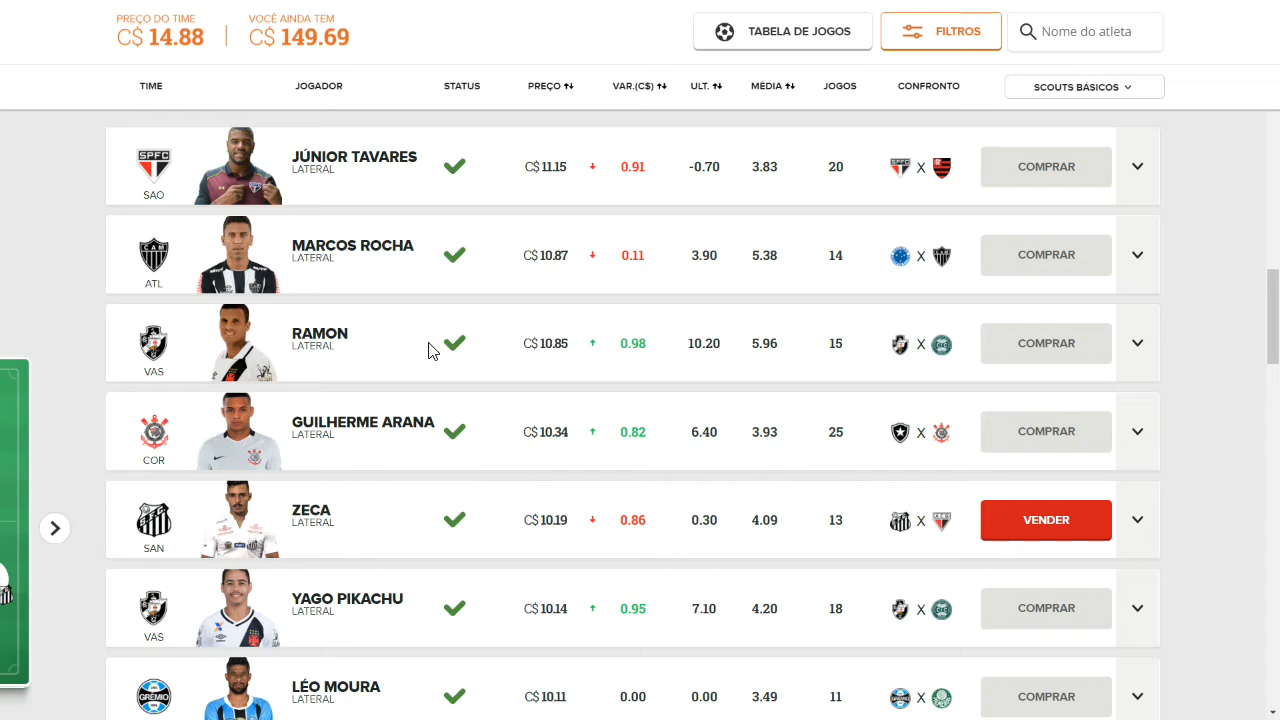 PREÇO DO TIME
C$ 14.88
VOCÊ AINDA TEM
C$ 149.69
TABELA DE JOGOS
FILTROS
Nome do atleta
TIME JOGADOR STATUS PREÇO VAR.(C$) ULT. MÉDIA JOGOS CONFRONTO SCOUTS BÁSICOS
SPFC
SAO
JÚNIOR TAVARES
LATERAL
C$ 11.15 0.91 -0.70 3.83 20 SPFC X COMPRAR
CAM
ATL
MARCOS ROCHA
LATERAL
C$ 10.87 0.11 3.90 5.38 14 X COMPRAR
VAS
RAMON
LATERAL
C$ 10.85 0.98 10.20 5.96 15 X COMPRAR
COR
GUILHERME ARANA
LATERAL
C$ 10.34 0.82 6.40 3.93 25 X COMPRAR
SAN
ZECA
LATERAL
C$ 10.19 0.86 0.30 4.09 13 X VENDER
VAS
YAGO PIKACHU
LATERAL
C$ 10.14 0.95 7.10 4.20 18 X COMPRAR
GRÊMIO
LÉO MOURA
LATERAL
C$ 10.11 0.00 0.00 3.49 11 X COMPRAR